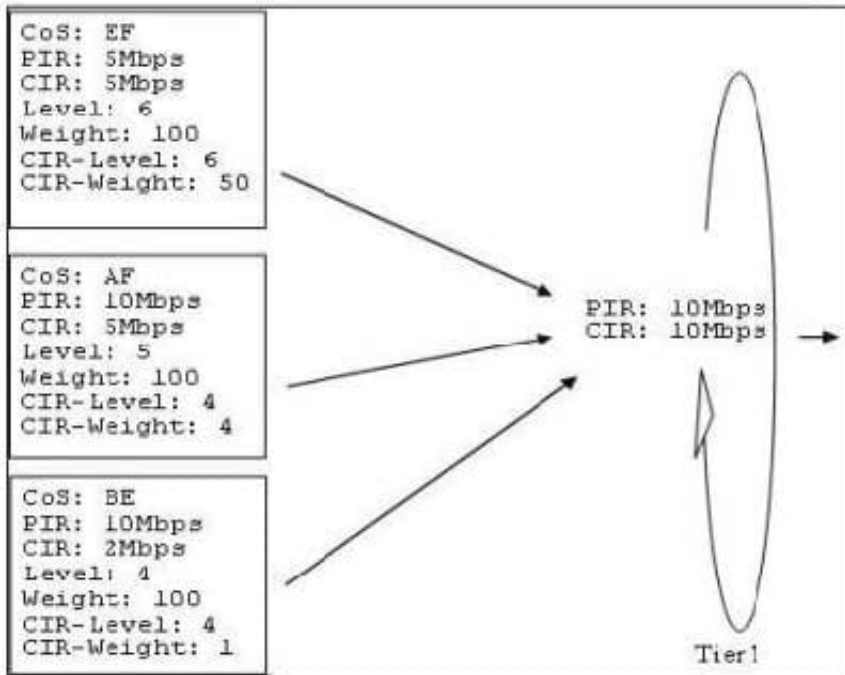 CoS: EF
PIR: 5Mbps
CIR: 5Mbps
Level: 6
Weight: 100
CIR-Level: 6
CIR-Weight: 50
CoS: AF
PIR: 10Mbps
CIR: 5Mbps
Level: 5
Weight: 100
CIR-Level: 4
CIR-Weight: 4
CoS: BE
PIR: 10Mbps
CIR: 2Mbps
Level: 4
Weight: 100
CIR-Level: 4
CIR-Weight: 1
PIR: 10Mbps
CIR: 10Mbps
Tier1